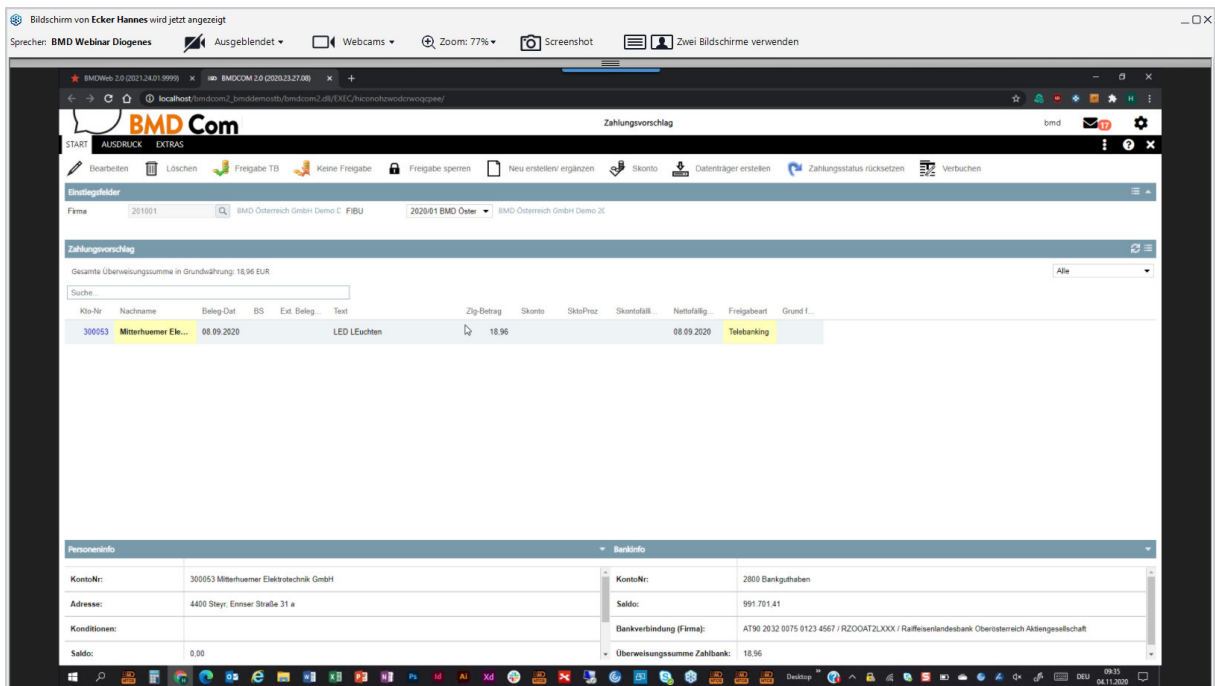 Bildschirm von Ecker Hannes wird jetzt angezeigt
Sprecher: BMD Webinar Diogenes Ausgeblendet Webcams Zoom: 77% Screenshot Zwei Bildschirme verwenden
BMDWeb 2.0 (2021.24.01.9999) BMDCOM 2.0 (2020.23.27.08)
localhost/bmdcom2_bmddemostb/bmdcom2.dll/EXEC/hiconohzwodcrwoqcpee/
BMD Com Zahlungsvorschlag bmd 17
START AUSDRUCK EXTRAS
Bearbeiten Löschen Freigabe TB Keine Freigabe Freigabe sperren Neu erstellen/ ergänzen Skonto Datenträger erstellen Zahlungsstatus rücksetzen Verbuchen
Einstiegsfelder
Firma 201001 BMD Österreich GmbH Demo FIBU 2020/01 BMD Öster BMD Österreich GmbH Demo 20
Zahlungsvorschlag
Gesamte Überweisungssumme in Grundwährung: 18,96 EUR Alle
Suche...
Kto-Nr Nachname Beleg-Dat BS Ext. Beleg... Text Zlg-Betrag Skonto SktoProz Skontofälli... Nettofällig... Freigabeart Grund f...
300053 Mitterhuemer Ele... 08.09.2020 LED LEuchten 18.96 08.09.2020 Telebanking
Personeninfo Bankinfo
KontoNr: 300053 Mitterhuemer Elektrotechnik GmbH KontoNr: 2800 Bankguthaben
Adresse: 4400 Steyr, Ennser Straße 31 a Saldo: 991.701,41
Konditionen: Bankverbindung (Firma): AT90 2032 0075 0123 4567 / RZOOAT2LXXX / Raiffeisenlandesbank Oberösterreich Aktiengesellschaft
Saldo: 0,00 Überweisungssumme Zahlbank: 18,96
Desktop DEU 09:35
04.11.2020